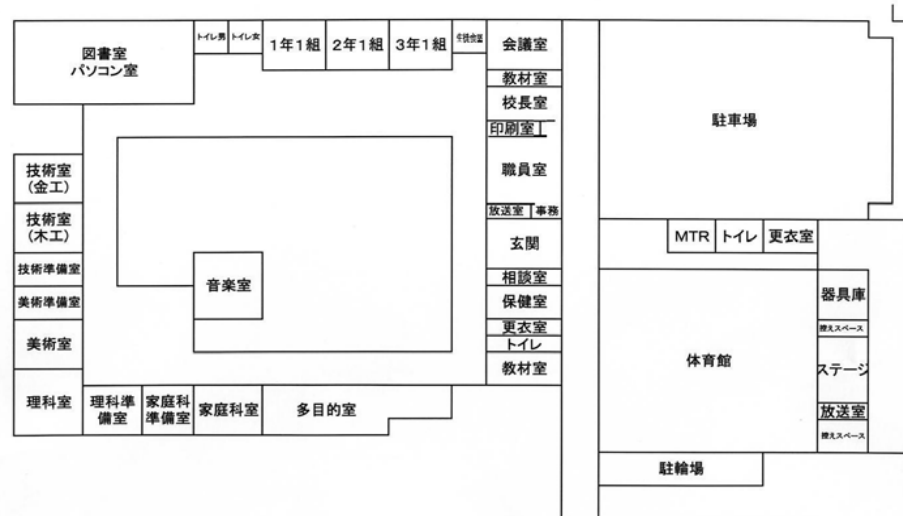 図書室
パソコン室
トイレ男
トイレ女
1年1組
2年1組
3年1組
生徒会室
会議室
教材室
校長室
印刷室
職員室
放送室
事務
玄関
相談室
保健室
更衣室
トイレ
教材室
駐車場
MTR
トイレ
更衣室
技術室
(金工)
技術室
(木工)
技術準備室
美術準備室
美術室
理科室
理科準
備室
家庭科
準備室
家庭科室
多目的室
音楽室
体育館
器具庫
控えスペース
ステージ
放送室
控えスペース
駐輪場